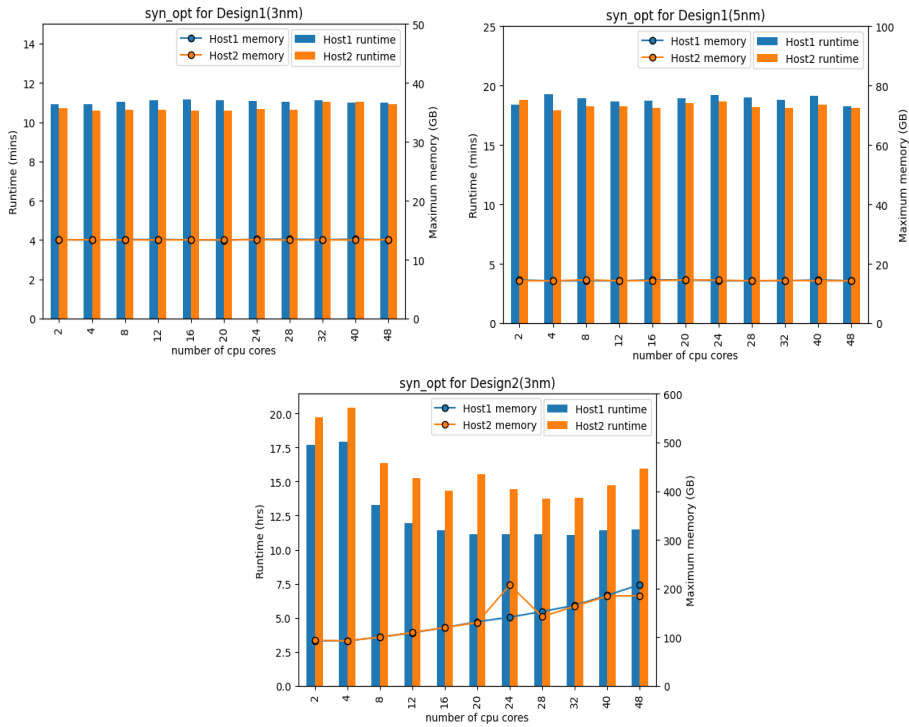 syn_opt for Design1(3nm)
Host1 memory
Host2 memory
Host1 runtime
Host2 runtime
Runtime (mins)
0
2
4
6
8
10
12
14
Maximum memory (GB)
0
10
20
30
40
50
2 4 8 12 16 20 24 28 32 40 48
number of cpu cores
syn_opt for Design1(5nm)
Host1 memory
Host2 memory
Host1 runtime
Host2 runtime
Runtime (mins)
0
5
10
15
20
25
Maximum memory (GB)
0
20
40
60
80
100
2 4 8 12 16 20 24 28 32 40 48
number of cpu cores
syn_opt for Design2(3nm)
Host1 memory
Host2 memory
Host1 runtime
Host2 runtime
Runtime (hrs)
0.0
2.5
5.0
7.5
10.0
12.5
15.0
17.5
20.0
Maximum memory (GB)
0
100
200
300
400
500
600
2 4 8 12 16 20 24 28 32 40 48
number of cpu cores